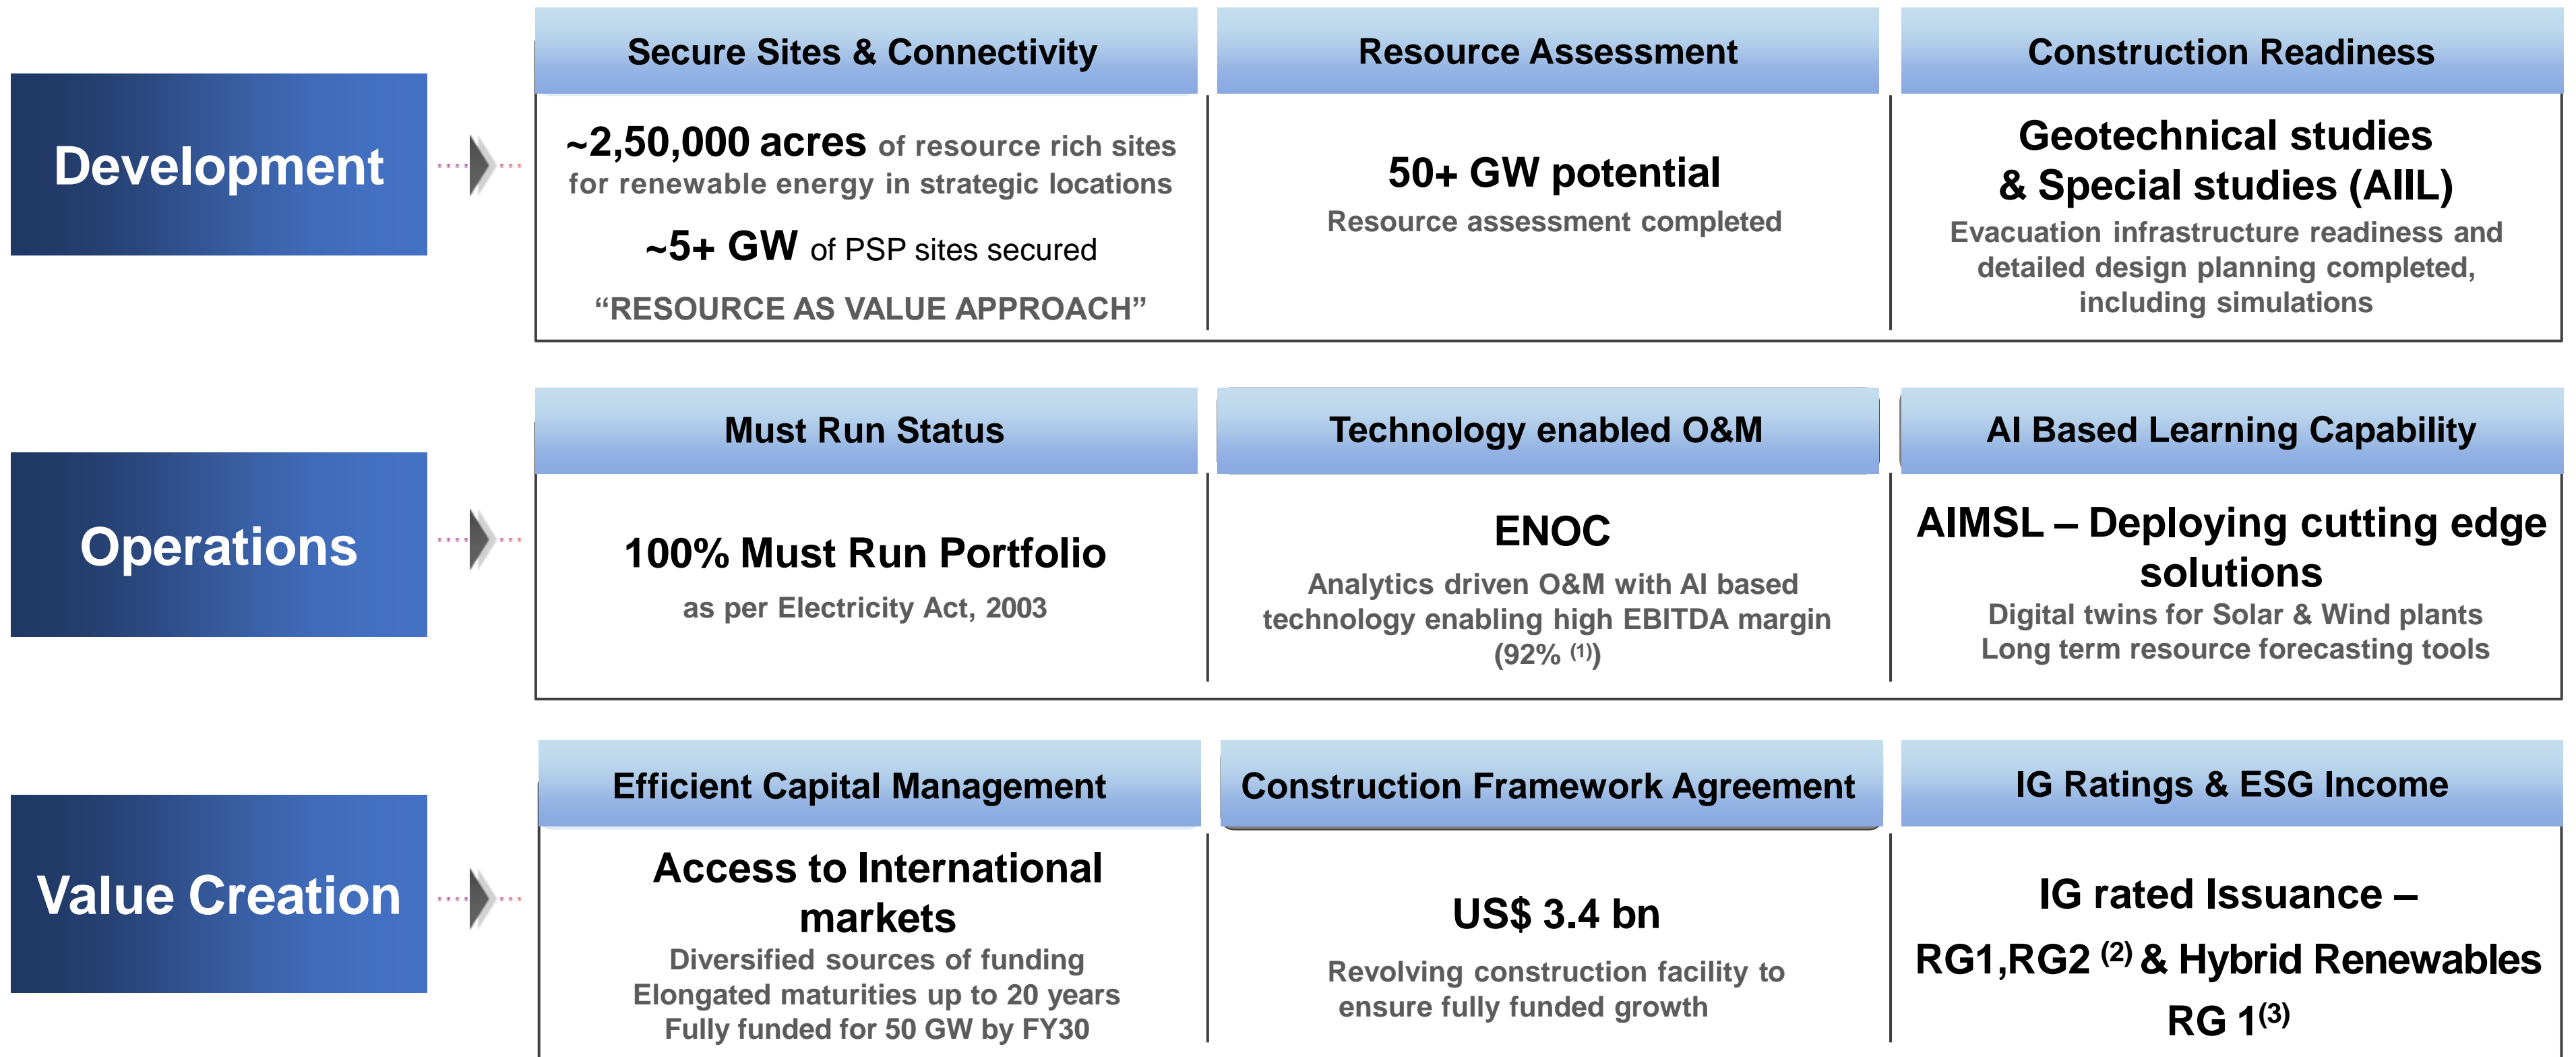 Development
Secure Sites & Connectivity
~2,50,000 acres of resource rich sites
for renewable energy in strategic locations
~5+ GW of PSP sites secured
“RESOURCE AS VALUE APPROACH”
Resource Assessment
50+ GW potential
Resource assessment completed
Construction Readiness
Geotechnical studies
& Special studies (AIIL)
Evacuation infrastructure readiness and
detailed design planning completed,
including simulations
Operations
Must Run Status
100% Must Run Portfolio
as per Electricity Act, 2003
Technology enabled O&M
ENOC
Analytics driven O&M with AI based
technology enabling high EBITDA margin
(92% (1))
AI Based Learning Capability
AIMSL – Deploying cutting edge
solutions
Digital twins for Solar & Wind plants
Long term resource forecasting tools
Value Creation
Efficient Capital Management
Access to International
markets
Diversified sources of funding
Elongated maturities up to 20 years
Fully funded for 50 GW by FY30
Construction Framework Agreement
US$ 3.4 bn
Revolving construction facility to
ensure fully funded growth
IG Ratings & ESG Income
IG rated Issuance –
RG1,RG2 (2) & Hybrid Renewables
RG 1(3)